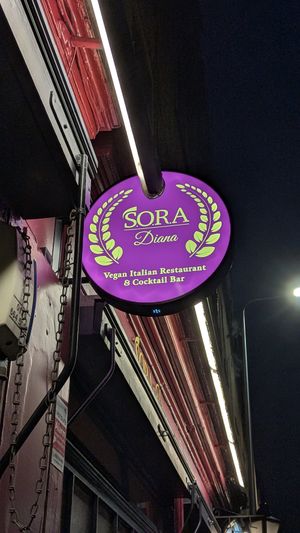 SORA
Diana
Vegan Italian Restaurant
& Cocktail Bar